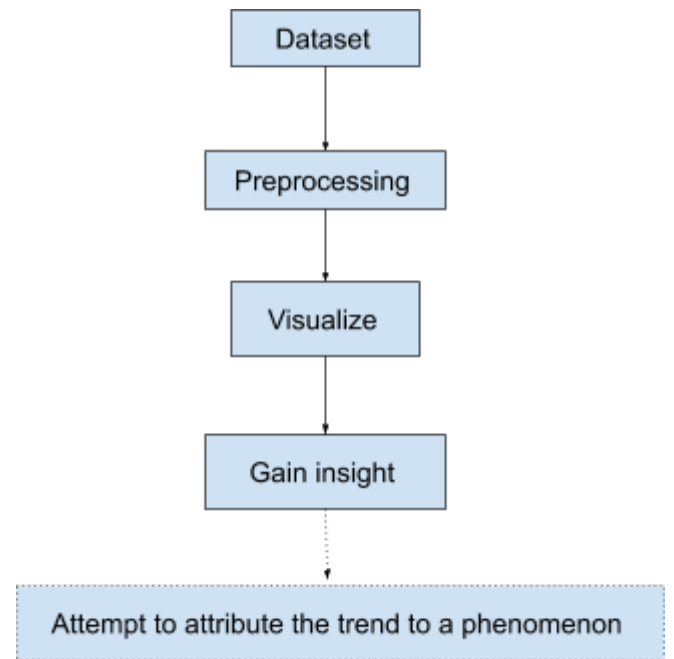 Dataset
Preprocessing
Visualize
Gain insight
Attempt to attribute the trend to a phenomenon